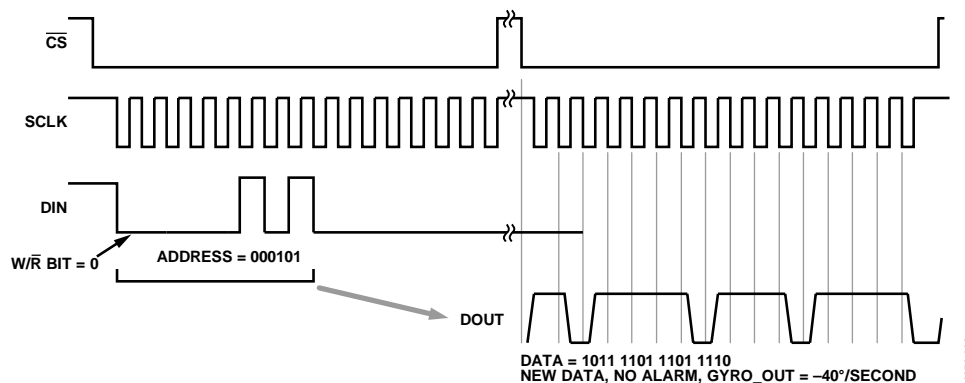 CS
SCLK
DIN
W/R BIT = 0
ADDRESS = 000101
DOUT
DATA = 1011 1101 1101 1110
NEW DATA, NO ALARM, GYRO_OUT = –40°/SECOND